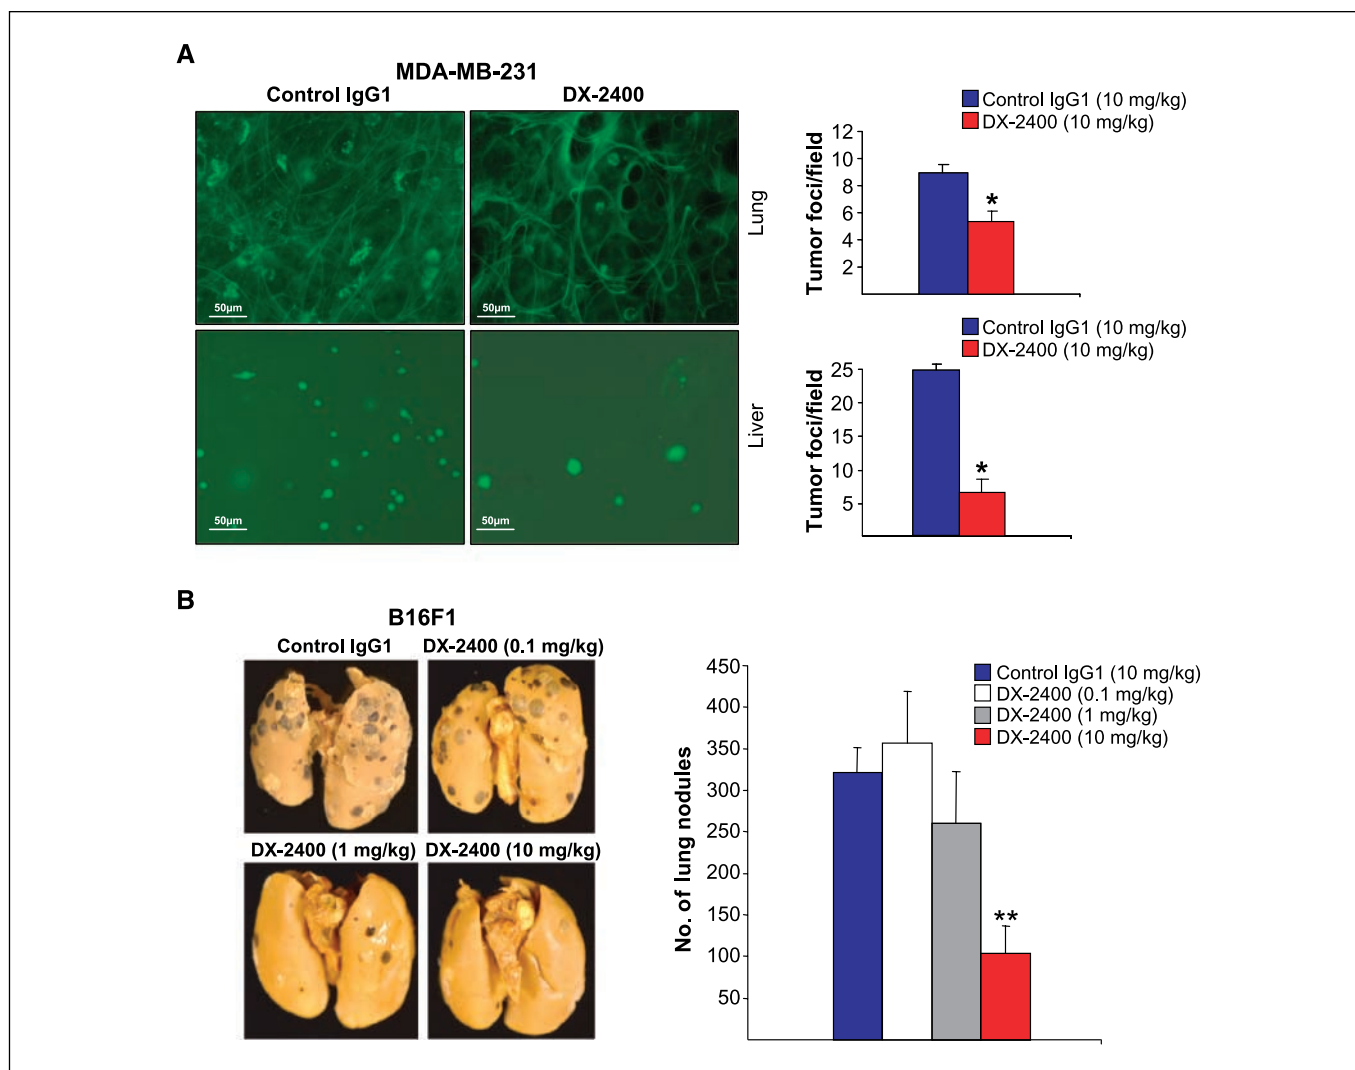 A
MDA-MB-231
Control IgG1
DX-2400
Lung
50µm
50µm
Liver
50µm
50µm
Control IgG1 (10 mg/kg)
DX-2400 (10 mg/kg)
Tumor foci/field
12
10
8
6
4
2
*
Control IgG1 (10 mg/kg)
DX-2400 (10 mg/kg)
Tumor foci/field
25
20
15
10
5
*
B
B16F1
Control IgG1
DX-2400 (0.1 mg/kg)
DX-2400 (1 mg/kg)
DX-2400 (10 mg/kg)
No. of lung nodules
450
400
350
300
250
200
150
100
50
Control IgG1 (10 mg/kg)
DX-2400 (0.1 mg/kg)
DX-2400 (1 mg/kg)
DX-2400 (10 mg/kg)
**